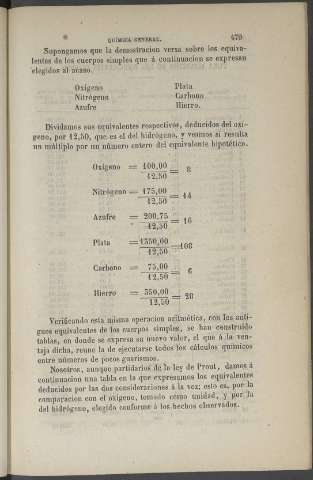 QUÍMICA GENERAL. 479
Supongamos que la demostracion versa sobre los equiva-
lentes de los cuerpos simples que á continuacion se expresan
elegidos al acaso.
Oxígeno Plata
Nitrógeno Carbono
Azufre Hierro.
Dividamos sus equivalentes respectivos, deducidos del oxí-
geno, por 12,50, que es el del hidrógeno, y veamos si resulta
un múltiplo por un número entero del equivalente hipotético.
Oxígeno = 100,00
12,50 = 8
Nitrógeno = 175,00
12,50 = 14
Azufre = 200,75
12,50 = 16
Plata = 1350,00
12,50 = 108
Carbono = 75,00
12,50 = 6
Hierro = 350,00
12,50 = 28
Verificando esta misma operacion aritmética, con los anti-
guos equivalentes de los cuerpos simples, se han construido
tablas, en donde se expresa su nuevo valor, el que á la ven-
taja dicha, reune la de ejecutarse todos los cálculos químicos
entre números de pocos guarismos.
Nosotros, aunque partidarios de la ley de Prout, damos á
continuacion una tabla en la que expresamos los equivalentes
deducidos por las dos consideraciones á la vez; esto es, por la
comparacion con el oxígeno, tomado como unidad, y por la
del hidrógeno, elegido conforme á los hechos observados.